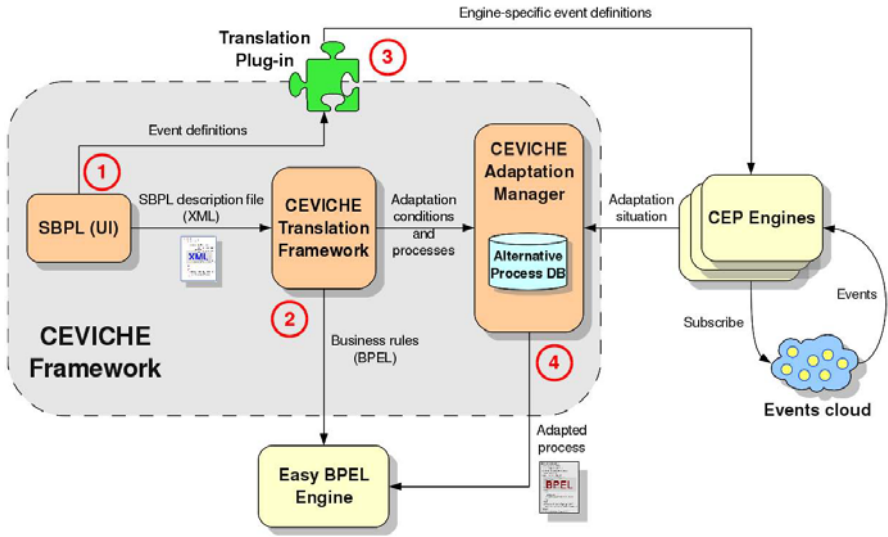 Engine-specific event definitions
Translation
Plug-in
3
Event definitions
1
SBPL (UI)
SBPL description file
(XML)
XML
CEVICHE
Translation
Framework
2
Adaptation
conditions
and
processes
CEVICHE
Adaptation
Manager
Alternative
Process DB
Adaptation
situation
CEP Engines
Subscribe
Events
Events cloud
CEVICHE
Framework
Business rules
(BPEL)
4
Adapted
process
BPEL
Easy BPEL
Engine